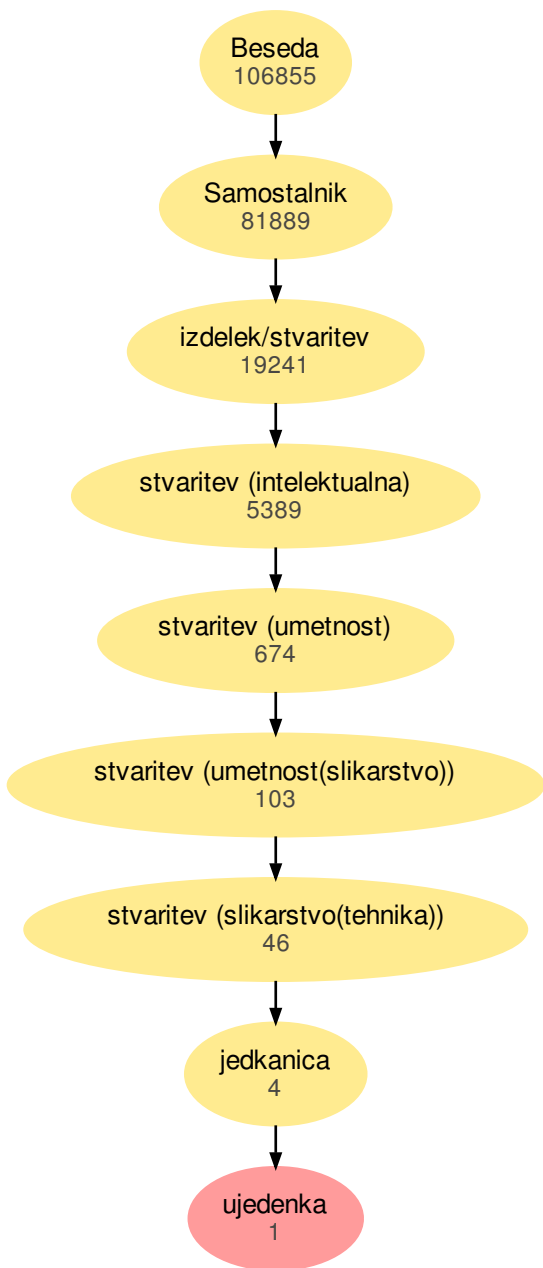 Beseda
106855
Samostalnik
81889
izdelek/stvaritev
19241
stvaritev (intelektualna)
5389
stvaritev (umetnost)
674
stvaritev (umetnost(slikarstvo))
103
stvaritev (slikarstvo(tehnika))
46
jedkanica
4
ujedenka
1